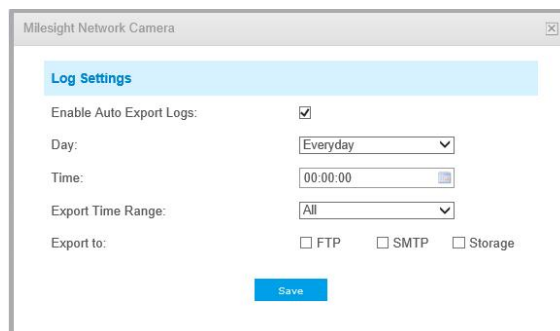 Milesight Network Camera
Log Settings
Enable Auto Export Logs:
Day: Everyday
Time: 00:00:00
Export Time Range: All
Export to: FTP SMTP Storage
Save